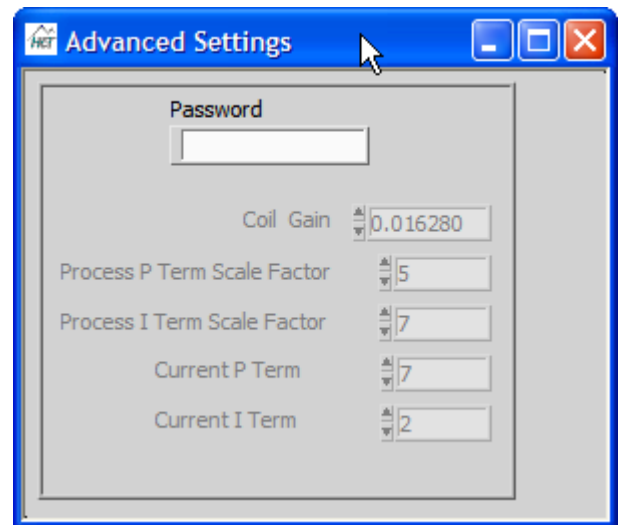 HCT Advanced Settings
Password
Coil Gain 0.016280
Process P Term Scale Factor 5
Process I Term Scale Factor 7
Current P Term 7
Current I Term 2